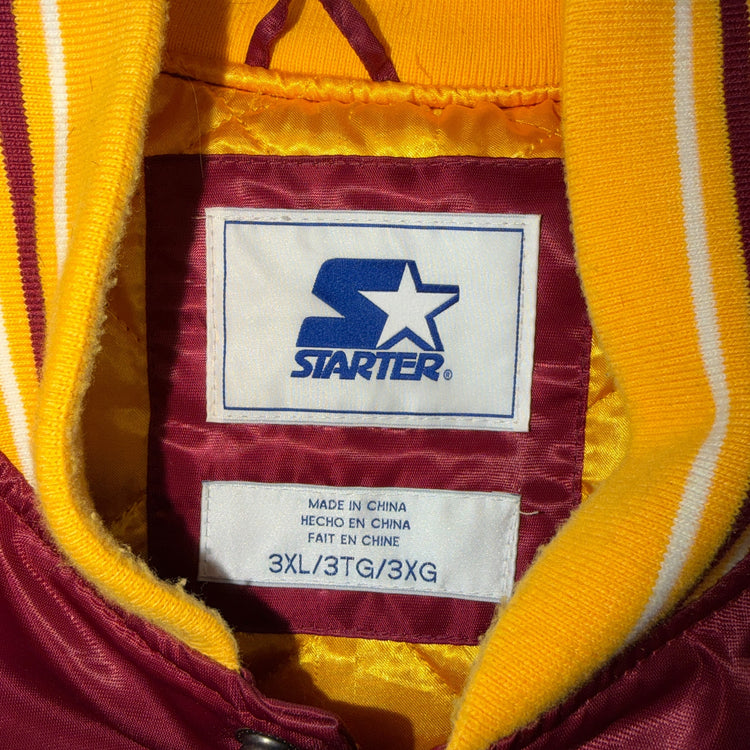 STARTER®
MADE IN CHINA
HECHO EN CHINA
FAIT EN CHINE
3XL/3TG/3XG